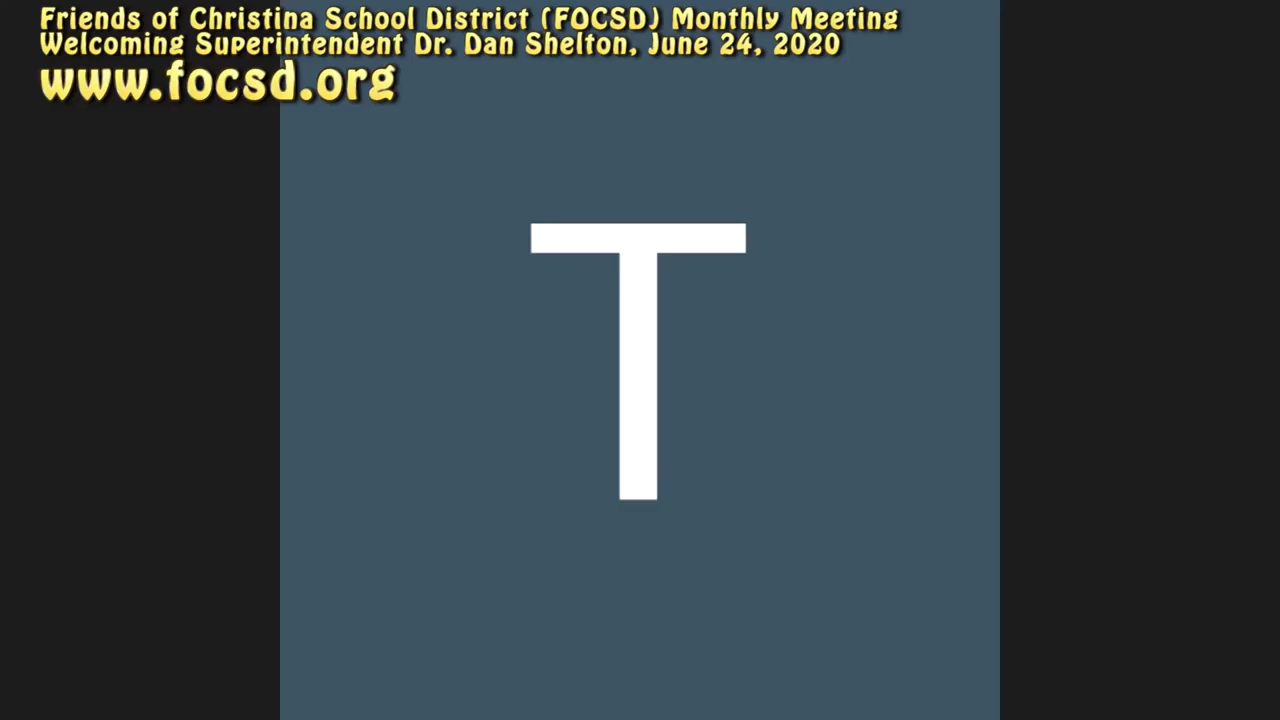 Friends of Christina School District (FOCSD) Monthly Meeting
Welcoming Superintendent Dr. Dan Shelton, June 24, 2020
www.focsd.org
T